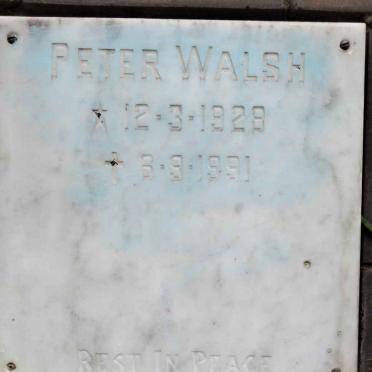 PETER WALSH
☆ 12-3-1928
✝ 6-9-1991
REST IN PEACE